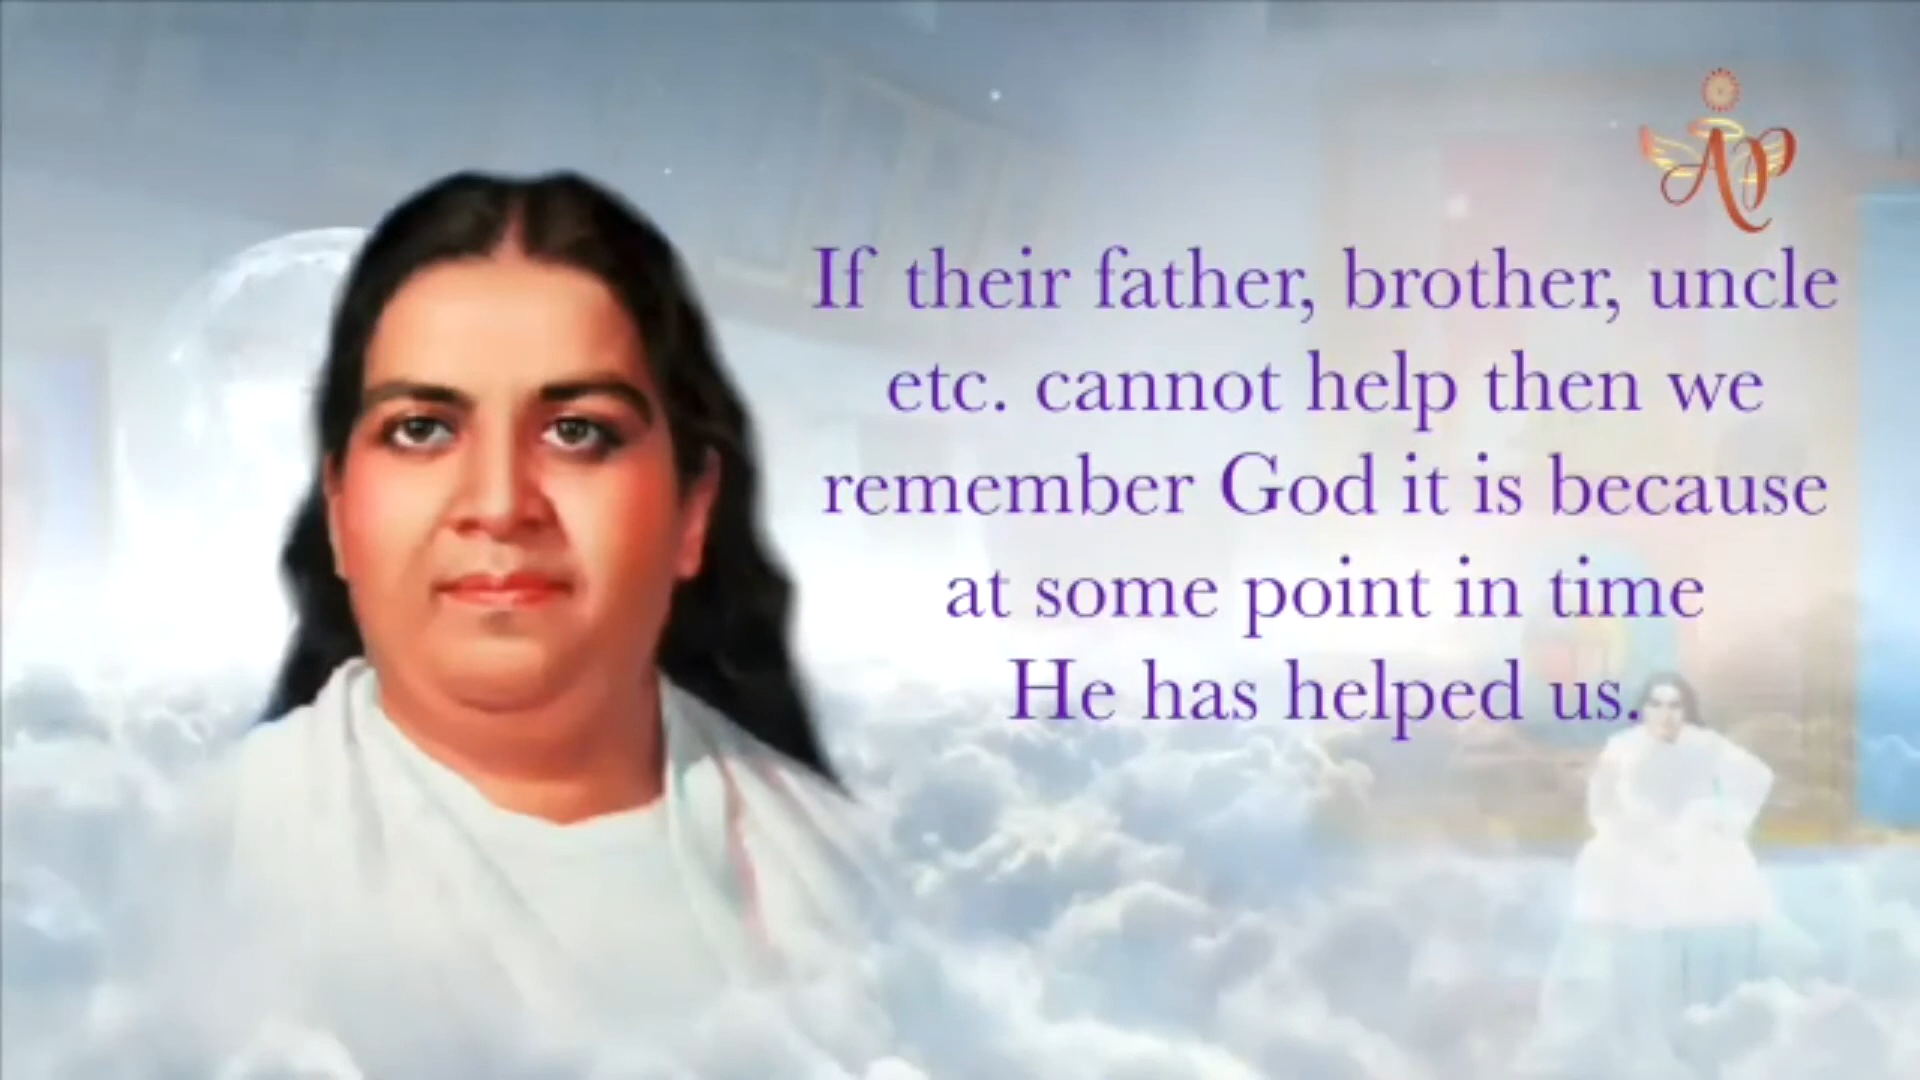 AP
If their father, brother, uncle
etc. cannot help then we
remember God it is because
at some point in time
He has helped us.